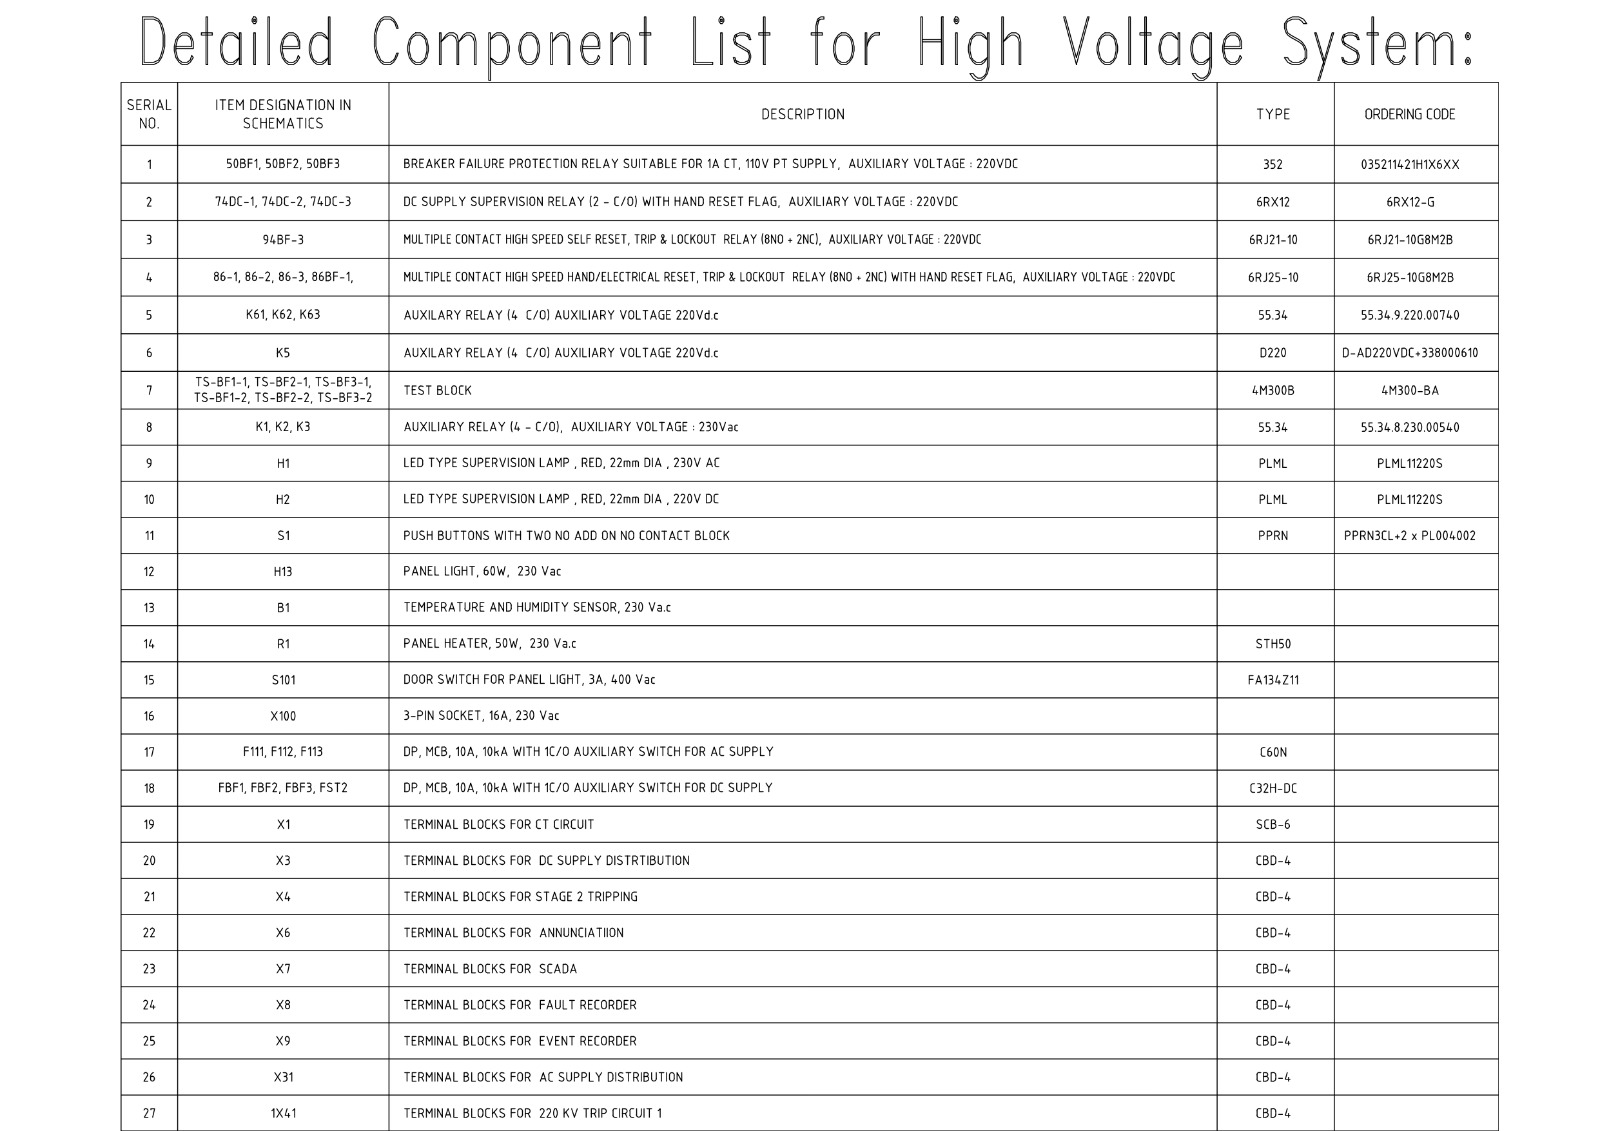 Detailed Component List for High Voltage System:
SERIAL NO. ITEM DESIGNATION IN SCHEMATICS DESCRIPTION TYPE ORDERING CODE
1 50BF1, 50BF2, 50BF3 BREAKER FAILURE PROTECTION RELAY SUITABLE FOR 1A CT, 110V PT SUPPLY, AUXILIARY VOLTAGE : 220VDC 352 035211421H1X6XX
2 74DC-1, 74DC-2, 74DC-3 DC SUPPLY SUPERVISION RELAY (2 - C/O) WITH HAND RESET FLAG, AUXILIARY VOLTAGE : 220VDC 6RX12 6RX12-G
3 94BF-3 MULTIPLE CONTACT HIGH SPEED SELF RESET, TRIP & LOCKOUT RELAY (8NO + 2NC), AUXILIARY VOLTAGE : 220VDC 6RJ21-10 6RJ21-10G8M2B
4 86-1, 86-2, 86-3, 86BF-1, MULTIPLE CONTACT HIGH SPEED HAND/ELECTRICAL RESET, TRIP & LOCKOUT RELAY (8NO + 2NC) WITH HAND RESET FLAG, AUXILIARY VOLTAGE : 220VDC 6RJ25-10 6RJ25-10G8M2B
5 K61, K62, K63 AUXILARY RELAY (4 C/O) AUXILIARY VOLTAGE 220Vd.c 55.34 55.34.9.220.00740
6 K5 AUXILARY RELAY (4 C/O) AUXILIARY VOLTAGE 220Vd.c D220 D-AD220VDC+338000610
7 TS-BF1-1, TS-BF2-1, TS-BF3-1, TS-BF1-2, TS-BF2-2, TS-BF3-2 TEST BLOCK 4M300B 4M300-BA
8 K1, K2, K3 AUXILIARY RELAY (4 - C/O), AUXILIARY VOLTAGE : 230Vac 55.34 55.34.8.230.00540
9 H1 LED TYPE SUPERVISION LAMP , RED, 22mm DIA , 230V AC PLML PLML11220S
10 H2 LED TYPE SUPERVISION LAMP , RED, 22mm DIA , 220V DC PLML PLML11220S
11 S1 PUSH BUTTONS WITH TWO NO ADD ON NO CONTACT BLOCK PPRN PPRN3CL+2 x PL004002
12 H13 PANEL LIGHT, 60W, 230 Vac
13 B1 TEMPERATURE AND HUMIDITY SENSOR, 230 Va.c
14 R1 PANEL HEATER, 50W, 230 Va.c STH50
15 S101 DOOR SWITCH FOR PANEL LIGHT, 3A, 400 Vac FA134Z11
16 X100 3-PIN SOCKET, 16A, 230 Vac
17 F111, F112, F113 DP, MCB, 10A, 10kA WITH 1C/O AUXILIARY SWITCH FOR AC SUPPLY C60N
18 FBF1, FBF2, FBF3, FST2 DP, MCB, 10A, 10kA WITH 1C/O AUXILIARY SWITCH FOR DC SUPPLY C32H-DC
19 X1 TERMINAL BLOCKS FOR CT CIRCUIT SCB-6
20 X3 TERMINAL BLOCKS FOR DC SUPPLY DISTRTIBUTION CBD-4
21 X4 TERMINAL BLOCKS FOR STAGE 2 TRIPPING CBD-4
22 X6 TERMINAL BLOCKS FOR ANNUNCIATIION CBD-4
23 X7 TERMINAL BLOCKS FOR SCADA CBD-4
24 X8 TERMINAL BLOCKS FOR FAULT RECORDER CBD-4
25 X9 TERMINAL BLOCKS FOR EVENT RECORDER CBD-4
26 X31 TERMINAL BLOCKS FOR AC SUPPLY DISTRIBUTION CBD-4
27 1X41 TERMINAL BLOCKS FOR 220 KV TRIP CIRCUIT 1 CBD-4